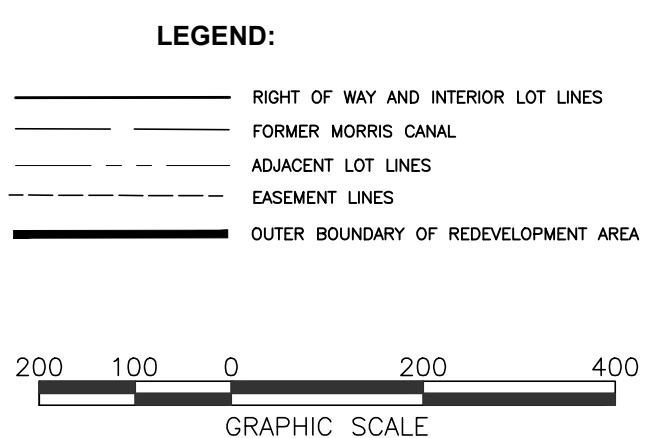 LEGEND:
RIGHT OF WAY AND INTERIOR LOT LINES
FORMER MORRIS CANAL
ADJACENT LOT LINES
EASEMENT LINES
OUTER BOUNDARY OF REDEVELOPMENT AREA
200 100 0 200 400
GRAPHIC SCALE